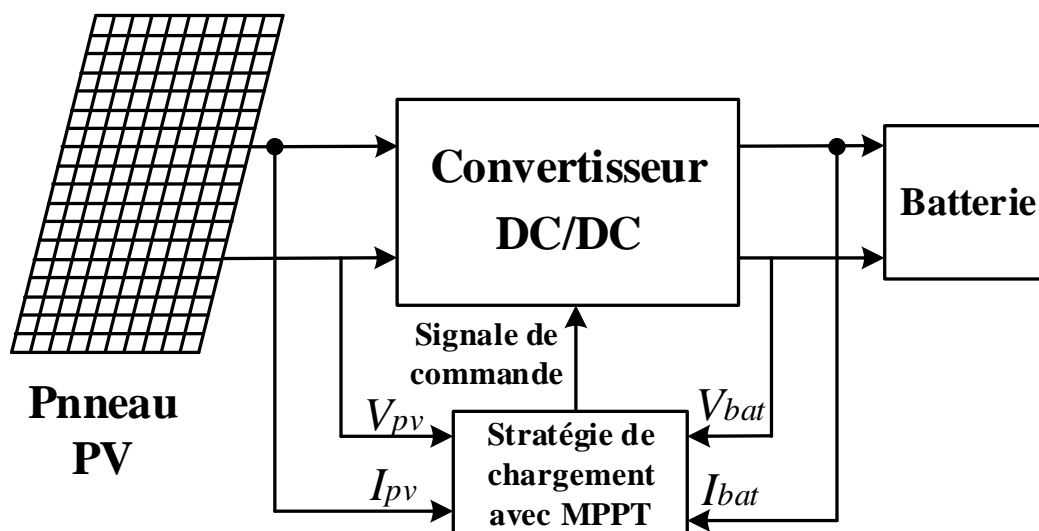 Convertisseur
DC/DC
Batterie
Signale de
commande
Pnneau
PV
Vpv
Ipv
Stratégie de
chargement
avec MPPT
Vbat
Ibat